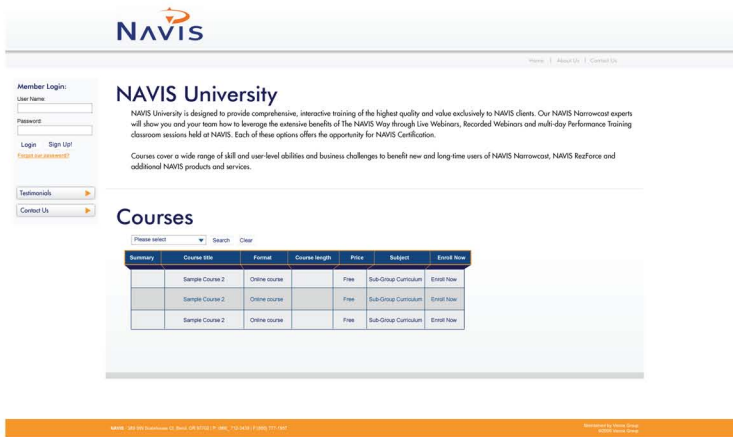 NAVIS
Home | About Us | Contact Us
Member Login:
User Name:
Password:
Login Sign Up!
Forgot our password?
Testimonials
Contact Us
NAVIS University
NAVIS University is designed to provide comprehensive, interactive training of the highest quality and value exclusively to NAVIS clients. Our NAVIS Narrowcast experts
will show you and your team how to leverage the extensive benefits of The NAVIS Way through Live Webinars, Recorded Webinars and multi-day Performance Training
classroom sessions held at NAVIS. Each of these options offers the opportunity for NAVIS Certification.
Courses cover a wide range of skill and user-level abilities and business challenges to benefit new and long-time users of NAVIS Narrowcast, NAVIS RezForce and
additional NAVIS products and services.
Courses
Please select Search Clear
Summary Course title Format Course length Price Subject Enroll Now
Sample Course 2 Online course Free Sub-Group Curriculum Enroll Now
Sample Course 2 Online course Free Sub-Group Curriculum Enroll Now
Sample Course 2 Online course Free Sub-Group Curriculum Enroll Now
NAVIS
Maintained by Group
Group